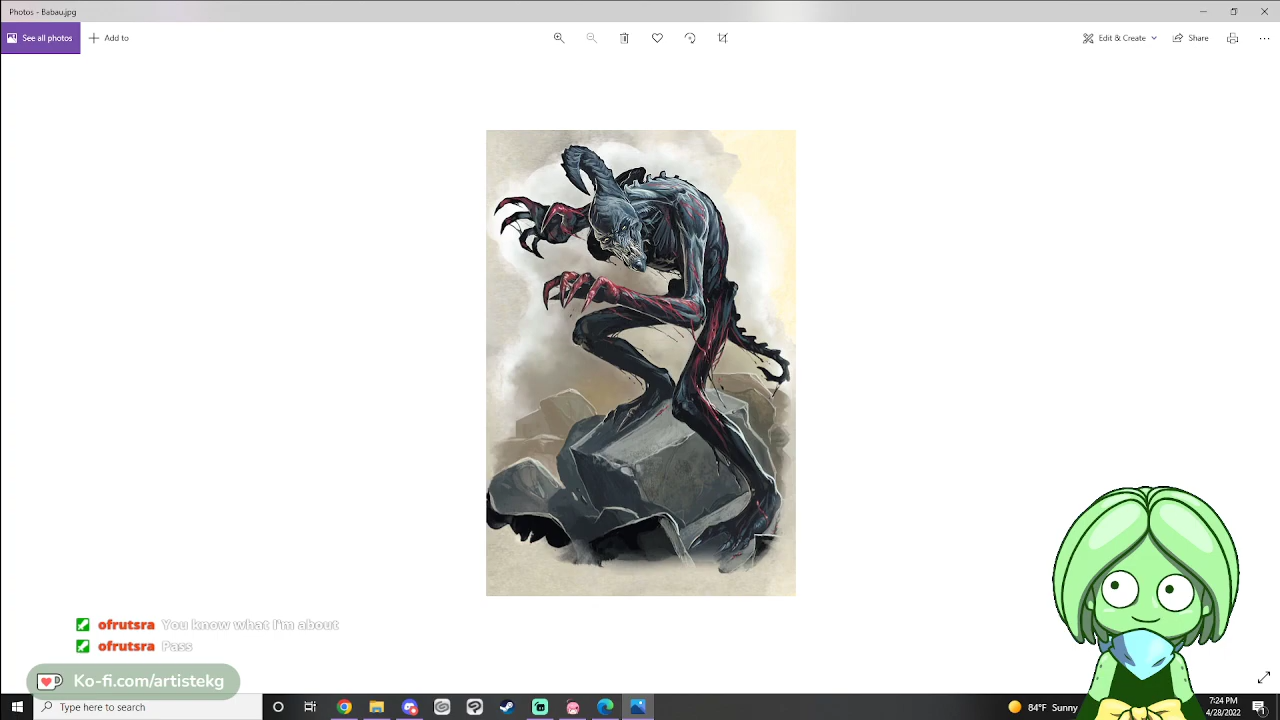 Photos - Babau.jpg
See all photos
Add to
Edit & Create
Share
ofrutsra You know what I'm about
ofrutsra Pass
Ko-fi.com/artistekg
Type here to search
84°F Sunny
7:24 PM
4/28/2022
1